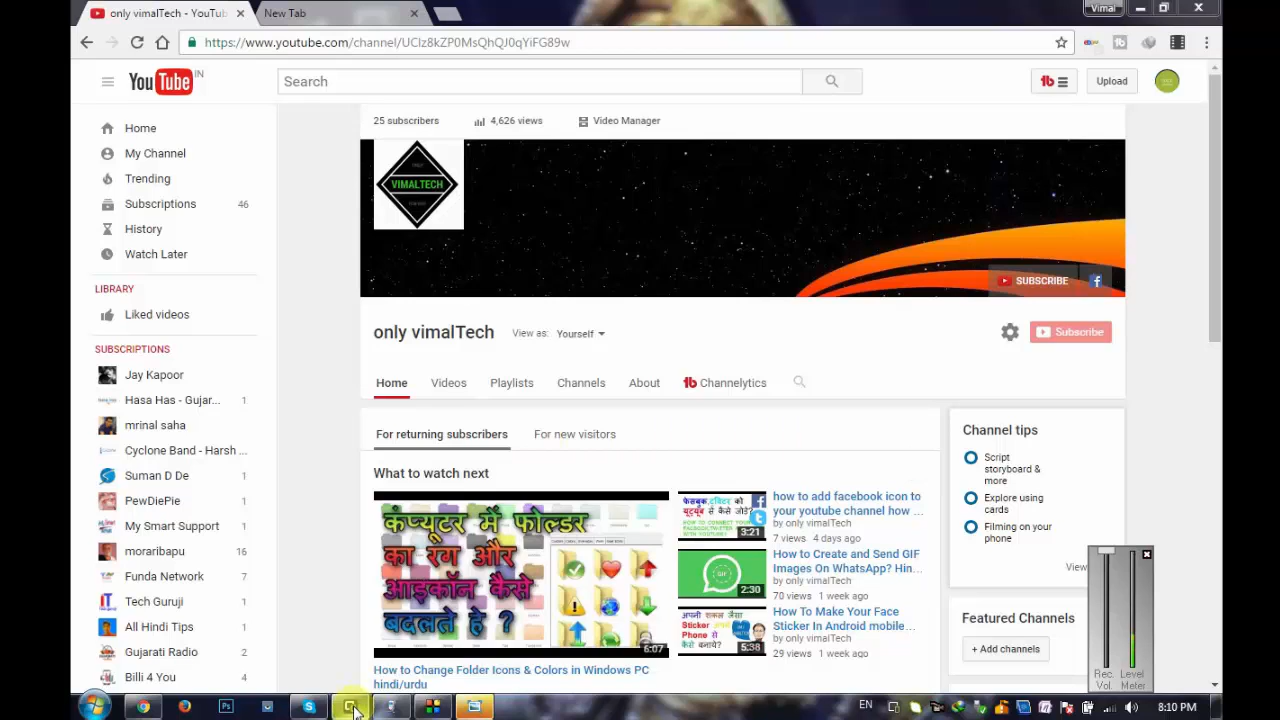 only vimalTech - YouTub
New Tab
Vimal
https://www.youtube.com/channel/UClz8kZP0MsQhQJ0qYiFG89w
YouTube IN
Search
Upload
25 subscribers
4,626 views
Video Manager
VIMALTECH
SUBSCRIBE
only vimalTech
View as: Yourself
Subscribe
Home
Videos
Playlists
Channels
About
Channelytics
For returning subscribers
For new visitors
What to watch next
कंप्यूटर में फोल्डर
का रंग और
आइकॉन कैसे
बदलते हे ?
6:07
How to Change Folder Icons & Colors in Windows PC
hindi/urdu
3:21
how to add facebook icon to
your youtube channel how ...
by only vimalTech
7 views 4 days ago
GIF
2:30
How to Create and Send GIF
Images On WhatsApp? Hin...
by only vimalTech
70 views 1 week ago
अपनी शकल जैसा
Sticker
Phone से
कैसे बनाये?
5:38
How To Make Your Face
Sticker In Android mobile...
by only vimalTech
29 views 1 week ago
Channel tips
Script
storyboard &
more
Explore using
cards
Filming on your
phone
View
Featured Channels
+ Add channels
Rec. Level
Vol. Meter
Home
My Channel
Trending
Subscriptions 46
History
Watch Later
LIBRARY
Liked videos
SUBSCRIPTIONS
Jay Kapoor
Hasa Has - Gujar... 1
mrinal saha
Cyclone Band - Harsh ...
Suman D De
PewDiePie
My Smart Support
moraribapu 16
Funda Network
Tech Guruji
All Hindi Tips
Gujarati Radio 2
Billi 4 You 4
EN
8:10 PM